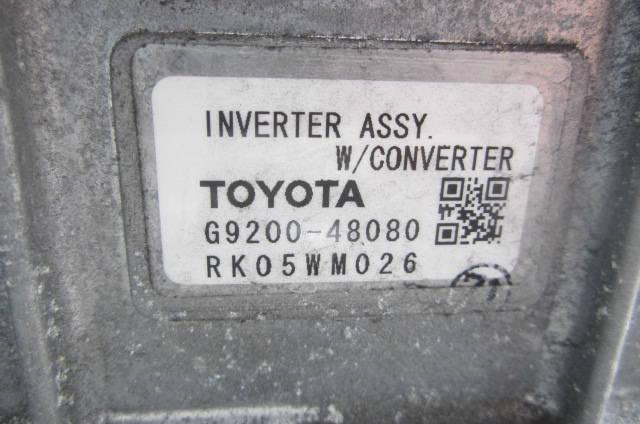 INVERTER ASSY.
W/CONVERTER
TOYOTA
G9200-48080
RK05WM026